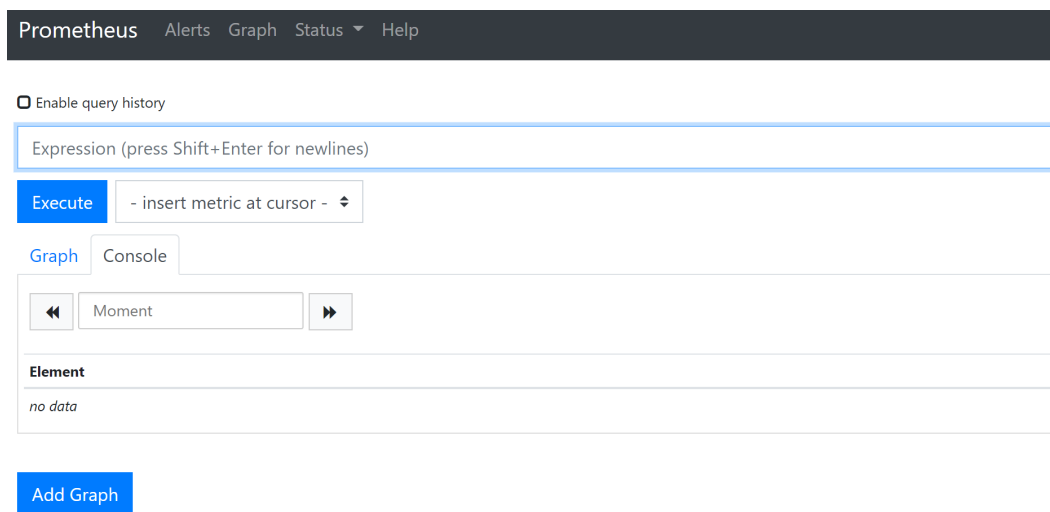 Prometheus Alerts Graph Status Help
Enable query history
Expression (press Shift+Enter for newlines)
Execute - insert metric at cursor -
Graph Console
Moment
Element
no data
Add Graph